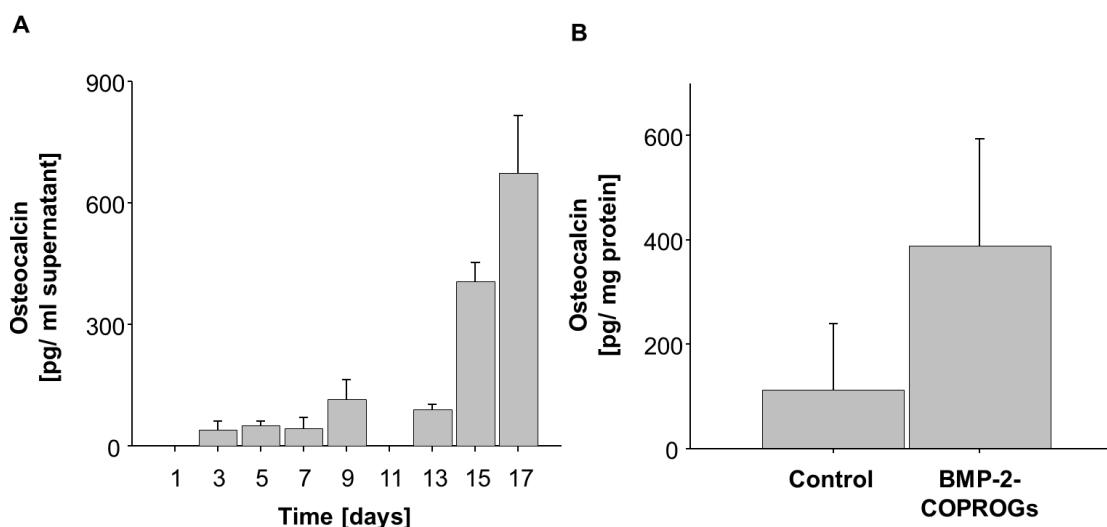 A
Osteocalcin
[pg/ ml supernatant]
900
600
300
0
1 3 5 7 9 11 13 15 17
Time [days]
B
Osteocalcin
[pg/ mg protein]
600
400
200
0
Control
BMP-2-
COPROGs